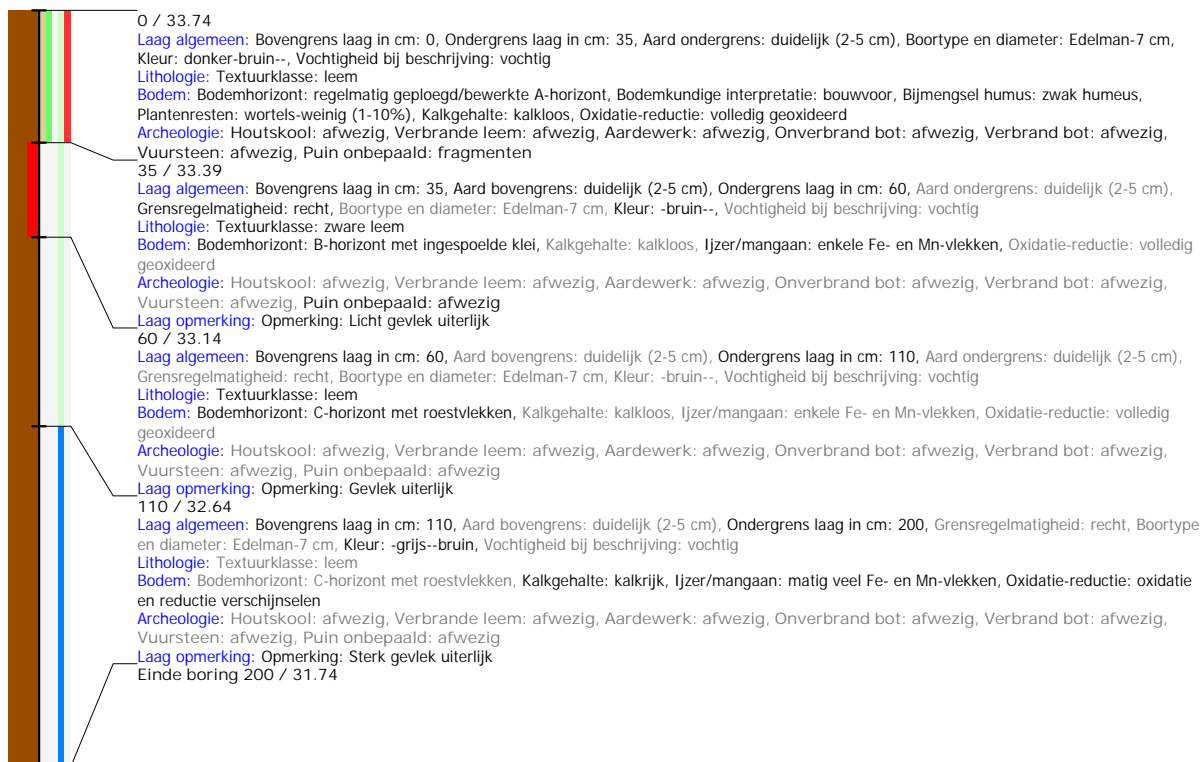 0 / 33.74
Laag algemeen: Bovengrens laag in cm: 0, Ondergrens laag in cm: 35, Aard ondergrens: duidelijk (2-5 cm), Boortype en diameter: Edelman-7 cm,
Kleur: donker-bruin--, Vochtigheid bij beschrijving: vochtig
Lithologie: Textuurklasse: leem
Bodem: Bodemhorizont: regelmatig geploegd/bewerkte A-horizont, Bodemkundige interpretatie: bouwvoor, Bijmengsel humus: zwak humeus,
Plantenresten: wortels-weinig (1-10%), Kalkgehalte: kalkloos, Oxidatie-reductie: volledig geoxideerd
Archeologie: Houtskool: afwezig, Verbrande leem: afwezig, Aardewerk: afwezig, Onverbrand bot: afwezig, Verbrand bot: afwezig,
Vuursteen: afwezig, Puin onbepaald: fragmenten
35 / 33.39
Laag algemeen: Bovengrens laag in cm: 35, Aard bovengrens: duidelijk (2-5 cm), Ondergrens laag in cm: 60, Aard ondergrens: duidelijk (2-5 cm),
Grensregelmatigheid: recht, Boortype en diameter: Edelman-7 cm, Kleur: -bruin--, Vochtigheid bij beschrijving: vochtig
Lithologie: Textuurklasse: zware leem
Bodem: Bodemhorizont: B-horizont met ingespoelde klei, Kalkgehalte: kalkloos, Ijzer/mangaan: enkele Fe- en Mn-vlekken, Oxidatie-reductie: volledig
geoxideerd
Archeologie: Houtskool: afwezig, Verbrande leem: afwezig, Aardewerk: afwezig, Onverbrand bot: afwezig, Verbrand bot: afwezig,
Vuursteen: afwezig, Puin onbepaald: afwezig
Laag opmerking: Opmerking: Licht gevlek uiterlijk
60 / 33.14
Laag algemeen: Bovengrens laag in cm: 60, Aard bovengrens: duidelijk (2-5 cm), Ondergrens laag in cm: 110, Aard ondergrens: duidelijk (2-5 cm),
Grensregelmatigheid: recht, Boortype en diameter: Edelman-7 cm, Kleur: -bruin--, Vochtigheid bij beschrijving: vochtig
Lithologie: Textuurklasse: leem
Bodem: Bodemhorizont: C-horizont met roestvlekken, Kalkgehalte: kalkloos, Ijzer/mangaan: enkele Fe- en Mn-vlekken, Oxidatie-reductie: volledig
geoxideerd
Archeologie: Houtskool: afwezig, Verbrande leem: afwezig, Aardewerk: afwezig, Onverbrand bot: afwezig, Verbrand bot: afwezig,
Vuursteen: afwezig, Puin onbepaald: afwezig
Laag opmerking: Opmerking: Gevlek uiterlijk
110 / 32.64
Laag algemeen: Bovengrens laag in cm: 110, Aard bovengrens: duidelijk (2-5 cm), Ondergrens laag in cm: 200, Grensregelmatigheid: recht, Boortype
en diameter: Edelman-7 cm, Kleur: -grijs--bruin, Vochtigheid bij beschrijving: vochtig
Lithologie: Textuurklasse: leem
Bodem: Bodemhorizont: C-horizont met roestvlekken, Kalkgehalte: kalkrijk, Ijzer/mangaan: matig veel Fe- en Mn-vlekken, Oxidatie-reductie: oxidatie
en reductie verschijnselen
Archeologie: Houtskool: afwezig, Verbrande leem: afwezig, Aardewerk: afwezig, Onverbrand bot: afwezig, Verbrand bot: afwezig,
Vuursteen: afwezig, Puin onbepaald: afwezig
Laag opmerking: Opmerking: Sterk gevlek uiterlijk
Einde boring 200 / 31.74